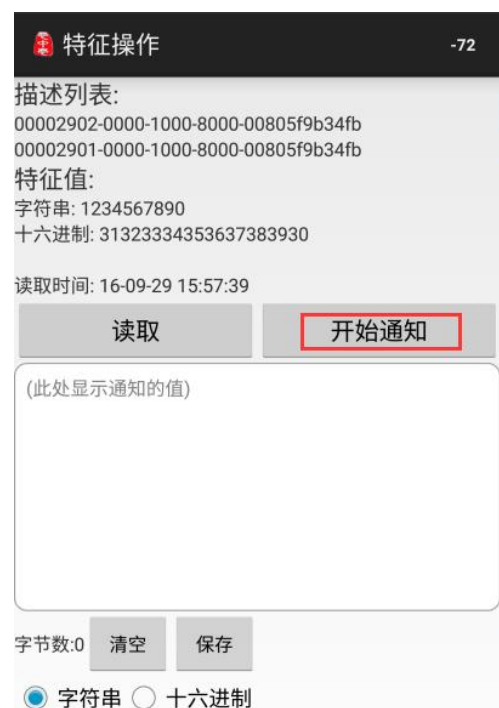 特征操作 -72
描述列表:
00002902-0000-1000-8000-00805f9b34fb
00002901-0000-1000-8000-00805f9b34fb
特征值:
字符串: 1234567890
十六进制: 31323334353637383930
读取时间: 16-09-29 15:57:39
读取 开始通知
(此处显示通知的值)
字节数:0 清空 保存
字符串 十六进制